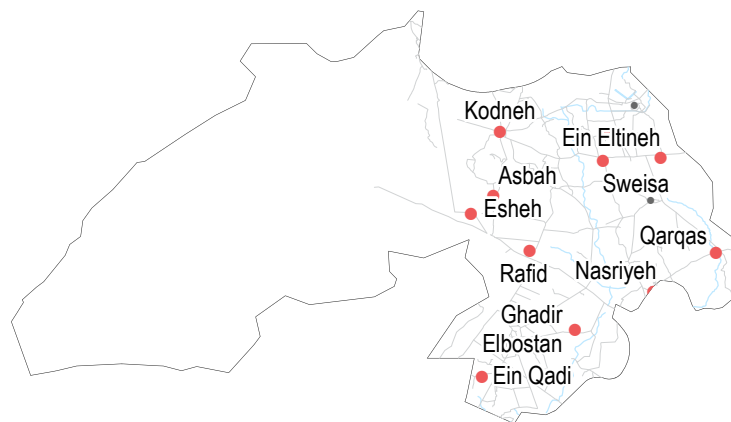 Kodneh
Ein Eltineh
Asbah
Sweisa
Esheh
Qarqas
Rafid
Nasriyeh
Ghadir
Elbostan
Ein Qadi